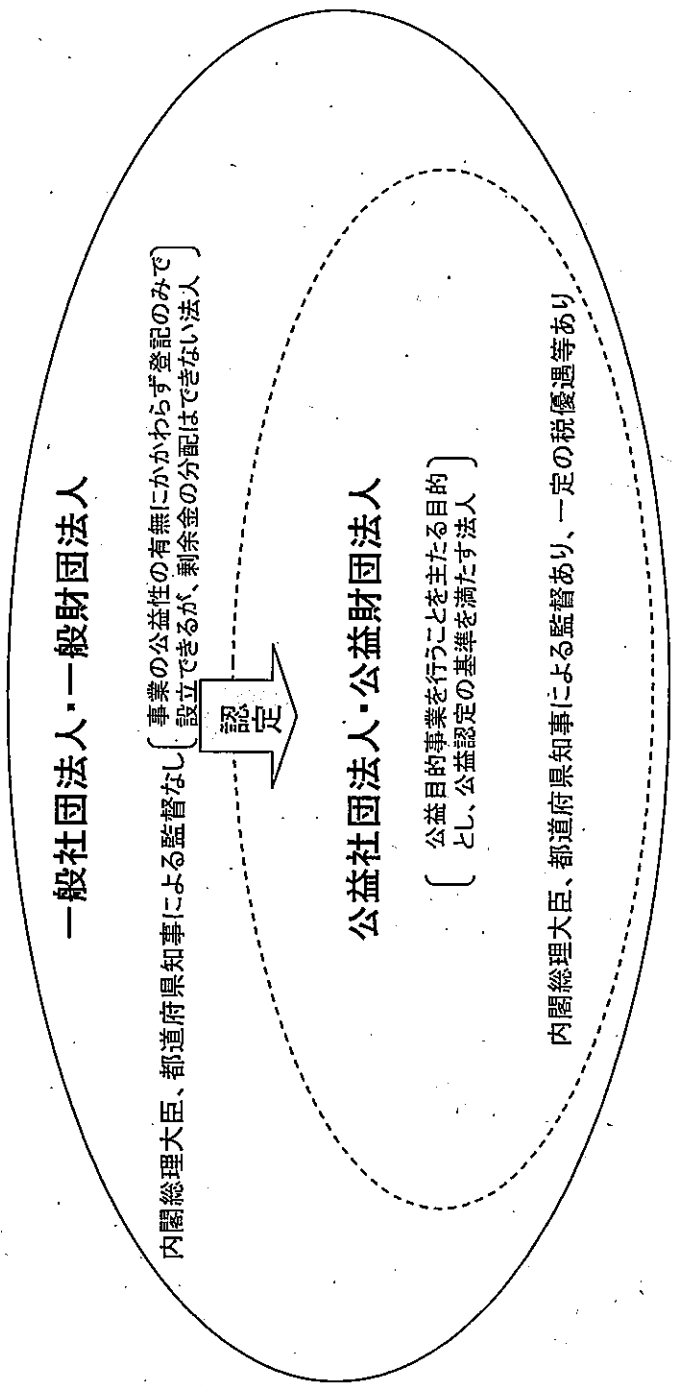 一般社団法人・一般財団法人
事業の公益性の有無にかかわらず登記のみで
設立できるが、剰余金の分配はできない法人
内閣総理大臣、都道府県知事による監督なし
認定
公益社団法人・公益財団法人
公益目的事業を行うことを主たる目的
とし、公益認定の基準を満たす法人
内閣総理大臣、都道府県知事による監督あり、一定の税優遇等あり